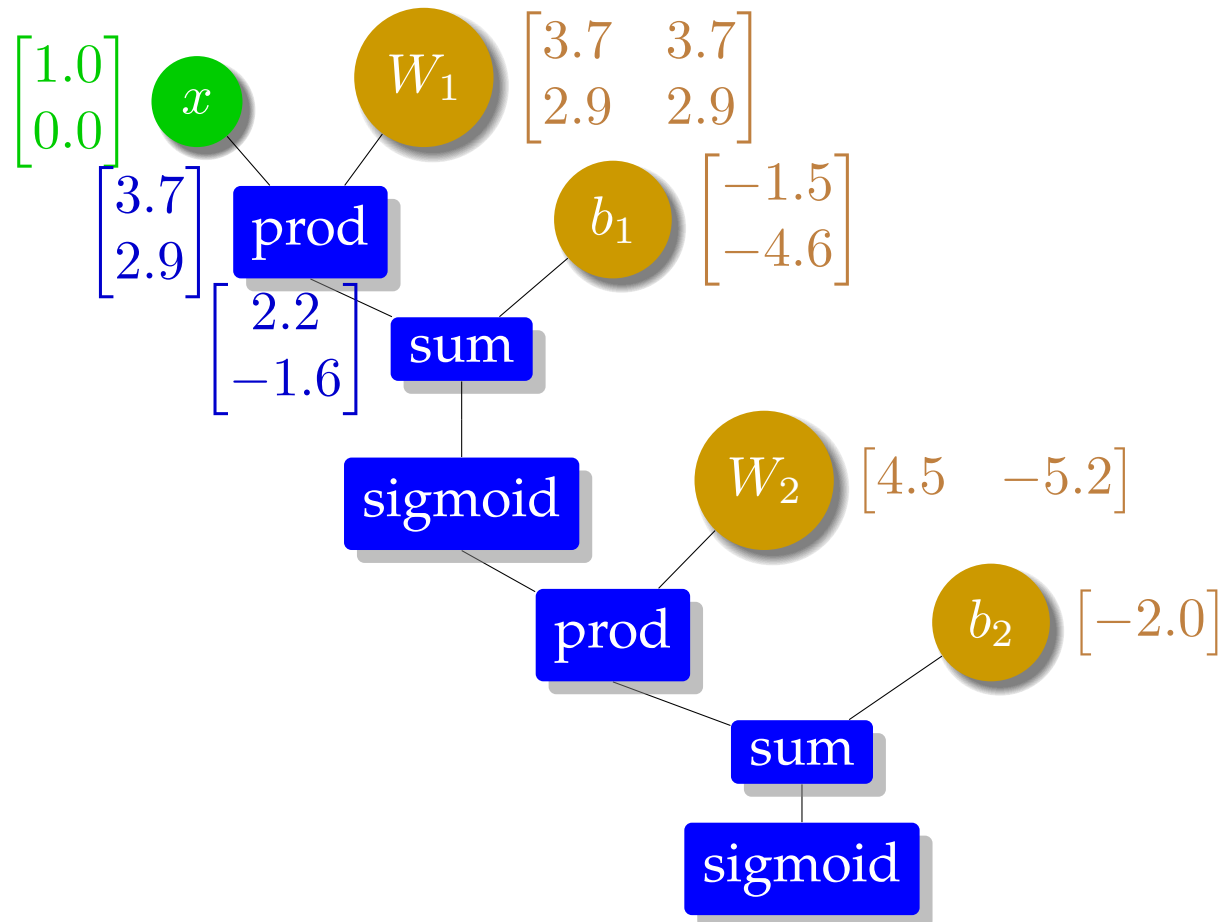 [1.0
0.0]
x
W₁
[3.7 3.7
2.9 2.9]
[3.7
2.9]
prod
b₁
[−1.5
−4.6]
[2.2
−1.6]
sum
sigmoid
W₂
[4.5 −5.2]
prod
b₂
[−2.0]
sum
sigmoid